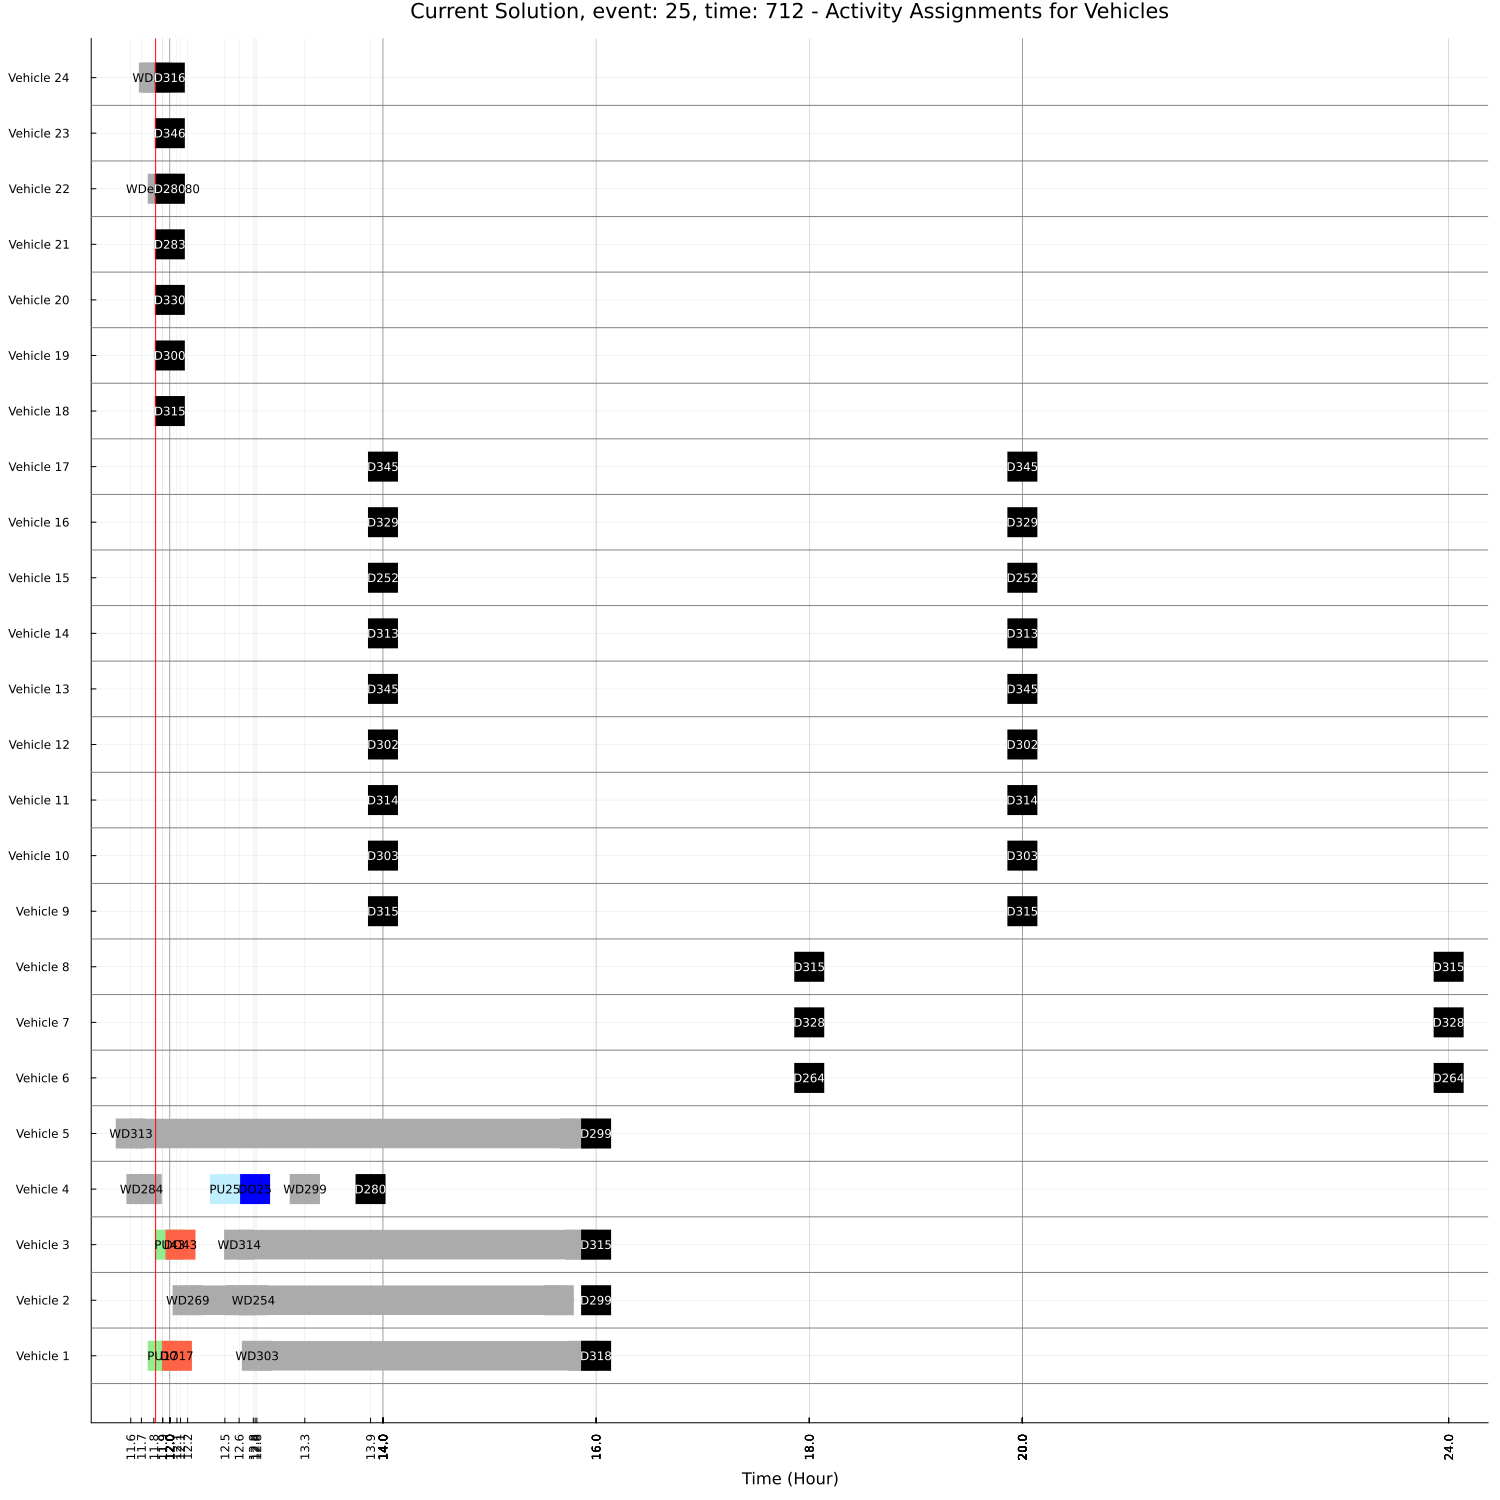 Current Solution, event: 25, time: 712 - Activity Assignments for Vehicles
Vehicle 24 D316
Vehicle 23 D346
Vehicle 22
Vehicle 21 D283
Vehicle 20 D330
Vehicle 19 D300
Vehicle 18 D315
Vehicle 17 D345 D345
Vehicle 16 D329 D329
Vehicle 15 D252 D252
Vehicle 14 D313 D313
Vehicle 13 D345 D345
Vehicle 12 D302 D302
Vehicle 11 D314 D314
Vehicle 10 D303 D303
Vehicle 9 D315 D315
Vehicle 8 D315 D315
Vehicle 7 D328 D328
Vehicle 6 D264 D264
Vehicle 5 WD313 D299
Vehicle 4 WD284 PU25 DO25 WD299 D280
Vehicle 3 WD314 D315
Vehicle 2 WD269 WD254 D299
Vehicle 1 WD303 D318
11.6 11.7 11.8 12.0 12.2 12.5 12.6 13.3 13.9 14.0 16.0 18.0 20.0 24.0
Time (Hour)